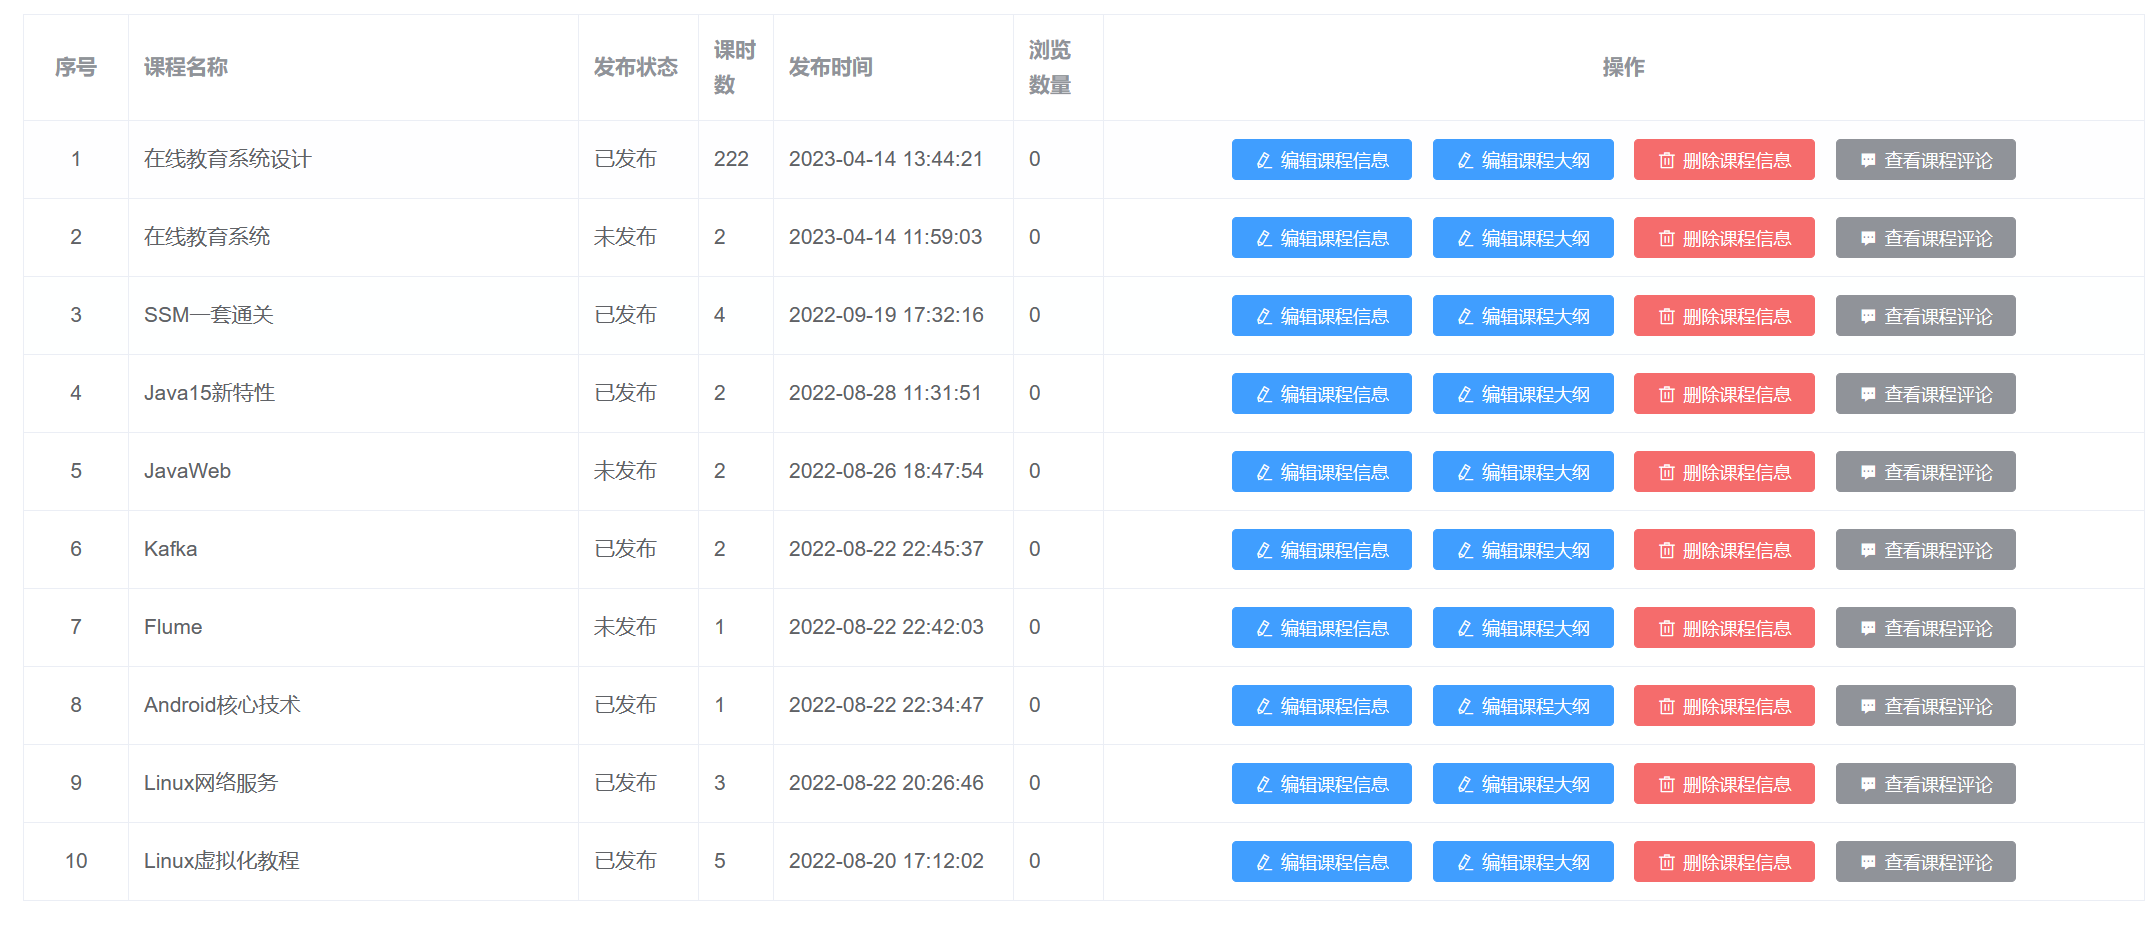 序号 课程名称 发布状态 课时数 发布时间 浏览数量 操作
1 在线教育系统设计 已发布 222 2023-04-14 13:44:21 0 编辑课程信息 编辑课程大纲 删除课程信息 查看课程评论
2 在线教育系统 未发布 2 2023-04-14 11:59:03 0 编辑课程信息 编辑课程大纲 删除课程信息 查看课程评论
3 SSM一套通关 已发布 4 2022-09-19 17:32:16 0 编辑课程信息 编辑课程大纲 删除课程信息 查看课程评论
4 Java15新特性 已发布 2 2022-08-28 11:31:51 0 编辑课程信息 编辑课程大纲 删除课程信息 查看课程评论
5 JavaWeb 未发布 2 2022-08-26 18:47:54 0 编辑课程信息 编辑课程大纲 删除课程信息 查看课程评论
6 Kafka 已发布 2 2022-08-22 22:45:37 0 编辑课程信息 编辑课程大纲 删除课程信息 查看课程评论
7 Flume 未发布 1 2022-08-22 22:42:03 0 编辑课程信息 编辑课程大纲 删除课程信息 查看课程评论
8 Android核心技术 已发布 1 2022-08-22 22:34:47 0 编辑课程信息 编辑课程大纲 删除课程信息 查看课程评论
9 Linux网络服务 已发布 3 2022-08-22 20:26:46 0 编辑课程信息 编辑课程大纲 删除课程信息 查看课程评论
10 Linux虚拟化教程 已发布 5 2022-08-20 17:12:02 0 编辑课程信息 编辑课程大纲 删除课程信息 查看课程评论